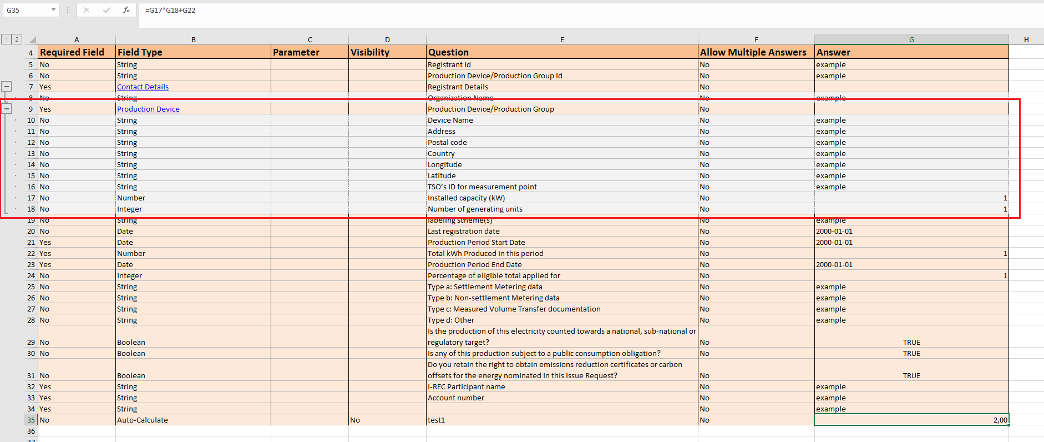 G35 =G17*G18+G22
1 2 A B C D E F G H
4 Required Field Field Type Parameter Visibility Question Allow Multiple Answers Answer
5 No String Registrant Id No example
6 No String Production Device/Production Group Id No example
7 Yes Contact Details Registrant Details No
8 No String Organization Name No example
9 Yes Production Device Production Device/Production Group No
10 No String Device Name No example
11 No String Address No example
12 No String Postal code No example
13 No String Country No example
14 No String Longitude No example
15 No String Latitude No example
16 No String TSO's ID for measurement point No example
17 No Number Installed capacity (kW) No 1
18 No Integer Number of generating units No 1
19 No String labeling scheme(s) No example
20 No Date Last registration date No 2000-01-01
21 Yes Date Production Period Start Date No 2000-01-01
22 Yes Number Total kWh Produced in this period No 1
23 Yes Date Production Period End Date No 2000-01-01
24 No Integer Percentage of eligible total applied for No 1
25 No String Type a: Settlement Metering data No example
26 No String Type b: Non-settlement Metering data No example
27 No String Type c: Measured Volume Transfer documentation No example
28 No String Type d: Other No example
Is the production of this electricity counted towards a national, sub-national or
29 No Boolean regulatory target? No TRUE
30 No Boolean Is any of this production subject to a public consumption obligation? No TRUE
Do you retain the right to obtain emissions reduction certificates or carbon
31 No Boolean offsets for the energy nominated in this Issue Request? No TRUE
32 Yes String I-REC Participant name No example
33 Yes String Account number No example
34 Yes String No example
35 No Auto-Calculate No test1 No 2,00
36